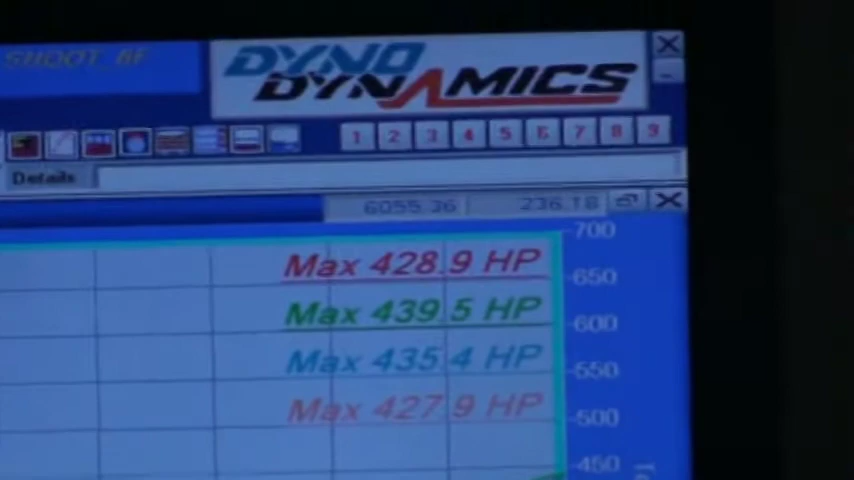 SHOOT_8F
DYNO
DYNAMICS
1 2 3 4 5 6 7 8 9
Details
6055.36 236.18
Max 428.9 HP
Max 439.5 HP
Max 435.4 HP
Max 427.9 HP
700
650
600
550
500
450